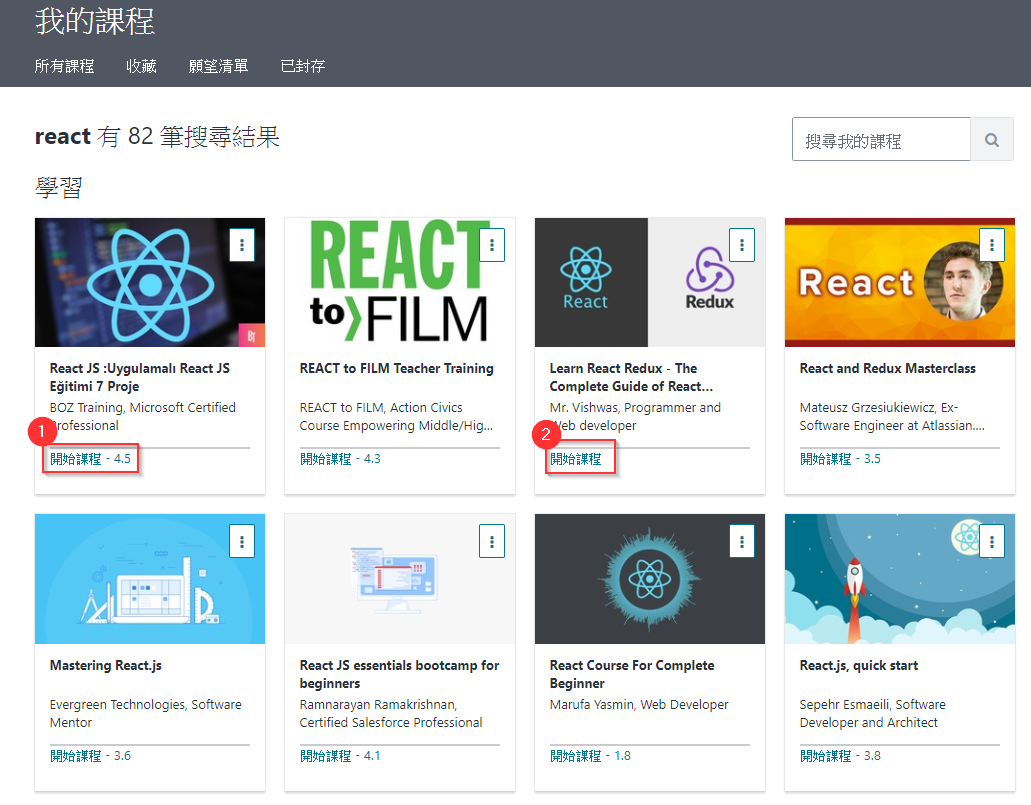 我的課程
所有課程 收藏 願望清單 已封存
react 有 82 筆搜尋結果
搜尋我的課程
學習
BT
React JS :Uygulamalı React JS
Eğitimi 7 Proje
BOZ Training, Microsoft Certified
Professional
1
開始課程 - 4.5
REACT
to FILM
REACT to FILM Teacher Training
REACT to FILM, Action Civics
Course Empowering Middle/Hig...
開始課程 - 4.3
React
Redux
Learn React Redux - The
Complete Guide of React...
Mr. Vishwas, Programmer and
Web developer
2
開始課程
React
React and Redux Masterclass
Mateusz Grzesiukiewicz, Ex-
Software Engineer at Atlassian....
開始課程 - 3.5
Mastering React.js
Evergreen Technologies, Software
Mentor
開始課程 - 3.6
React JS essentials bootcamp for
beginners
Ramnarayan Ramakrishnan,
Certified Salesforce Professional
開始課程 - 4.1
React Course For Complete
Beginner
Marufa Yasmin, Web Developer
開始課程 - 1.8
React.js, quick start
Sepehr Esmaeili, Software
Developer and Architect
開始課程 - 3.8